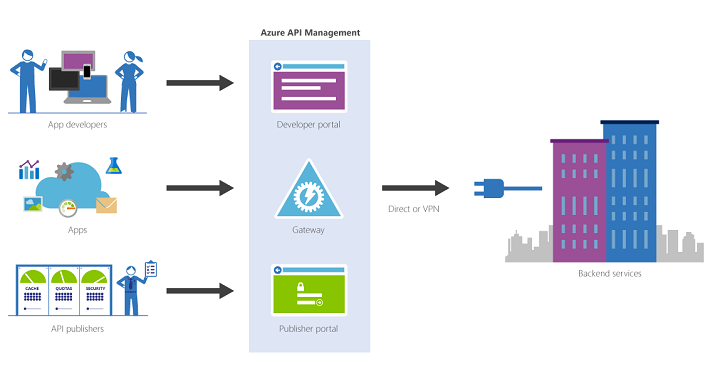 Azure API Management
App developers
Developer portal
Apps
Gateway
Direct or VPN
Backend services
CACHE
QUOTAS
SECURITY
API publishers
Publisher portal